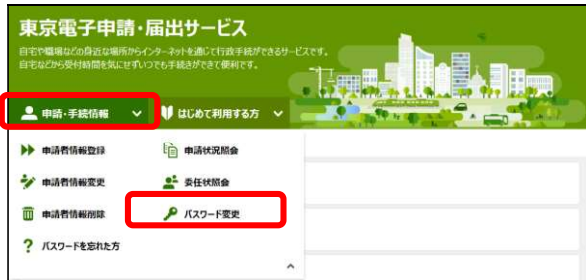 東京電子申請・届出サービス
自宅や職場などの身近な場所からインターネットを通じて行政手続ができるサービスです。
自宅などから受付時間を気にせずいつでも手続きができて便利です。
申請・手続情報
はじめて利用する方
申請者情報登録
申請状況照会
申請者情報変更
委任状照会
申請者情報削除
パスワード変更
パスワードを忘れた方